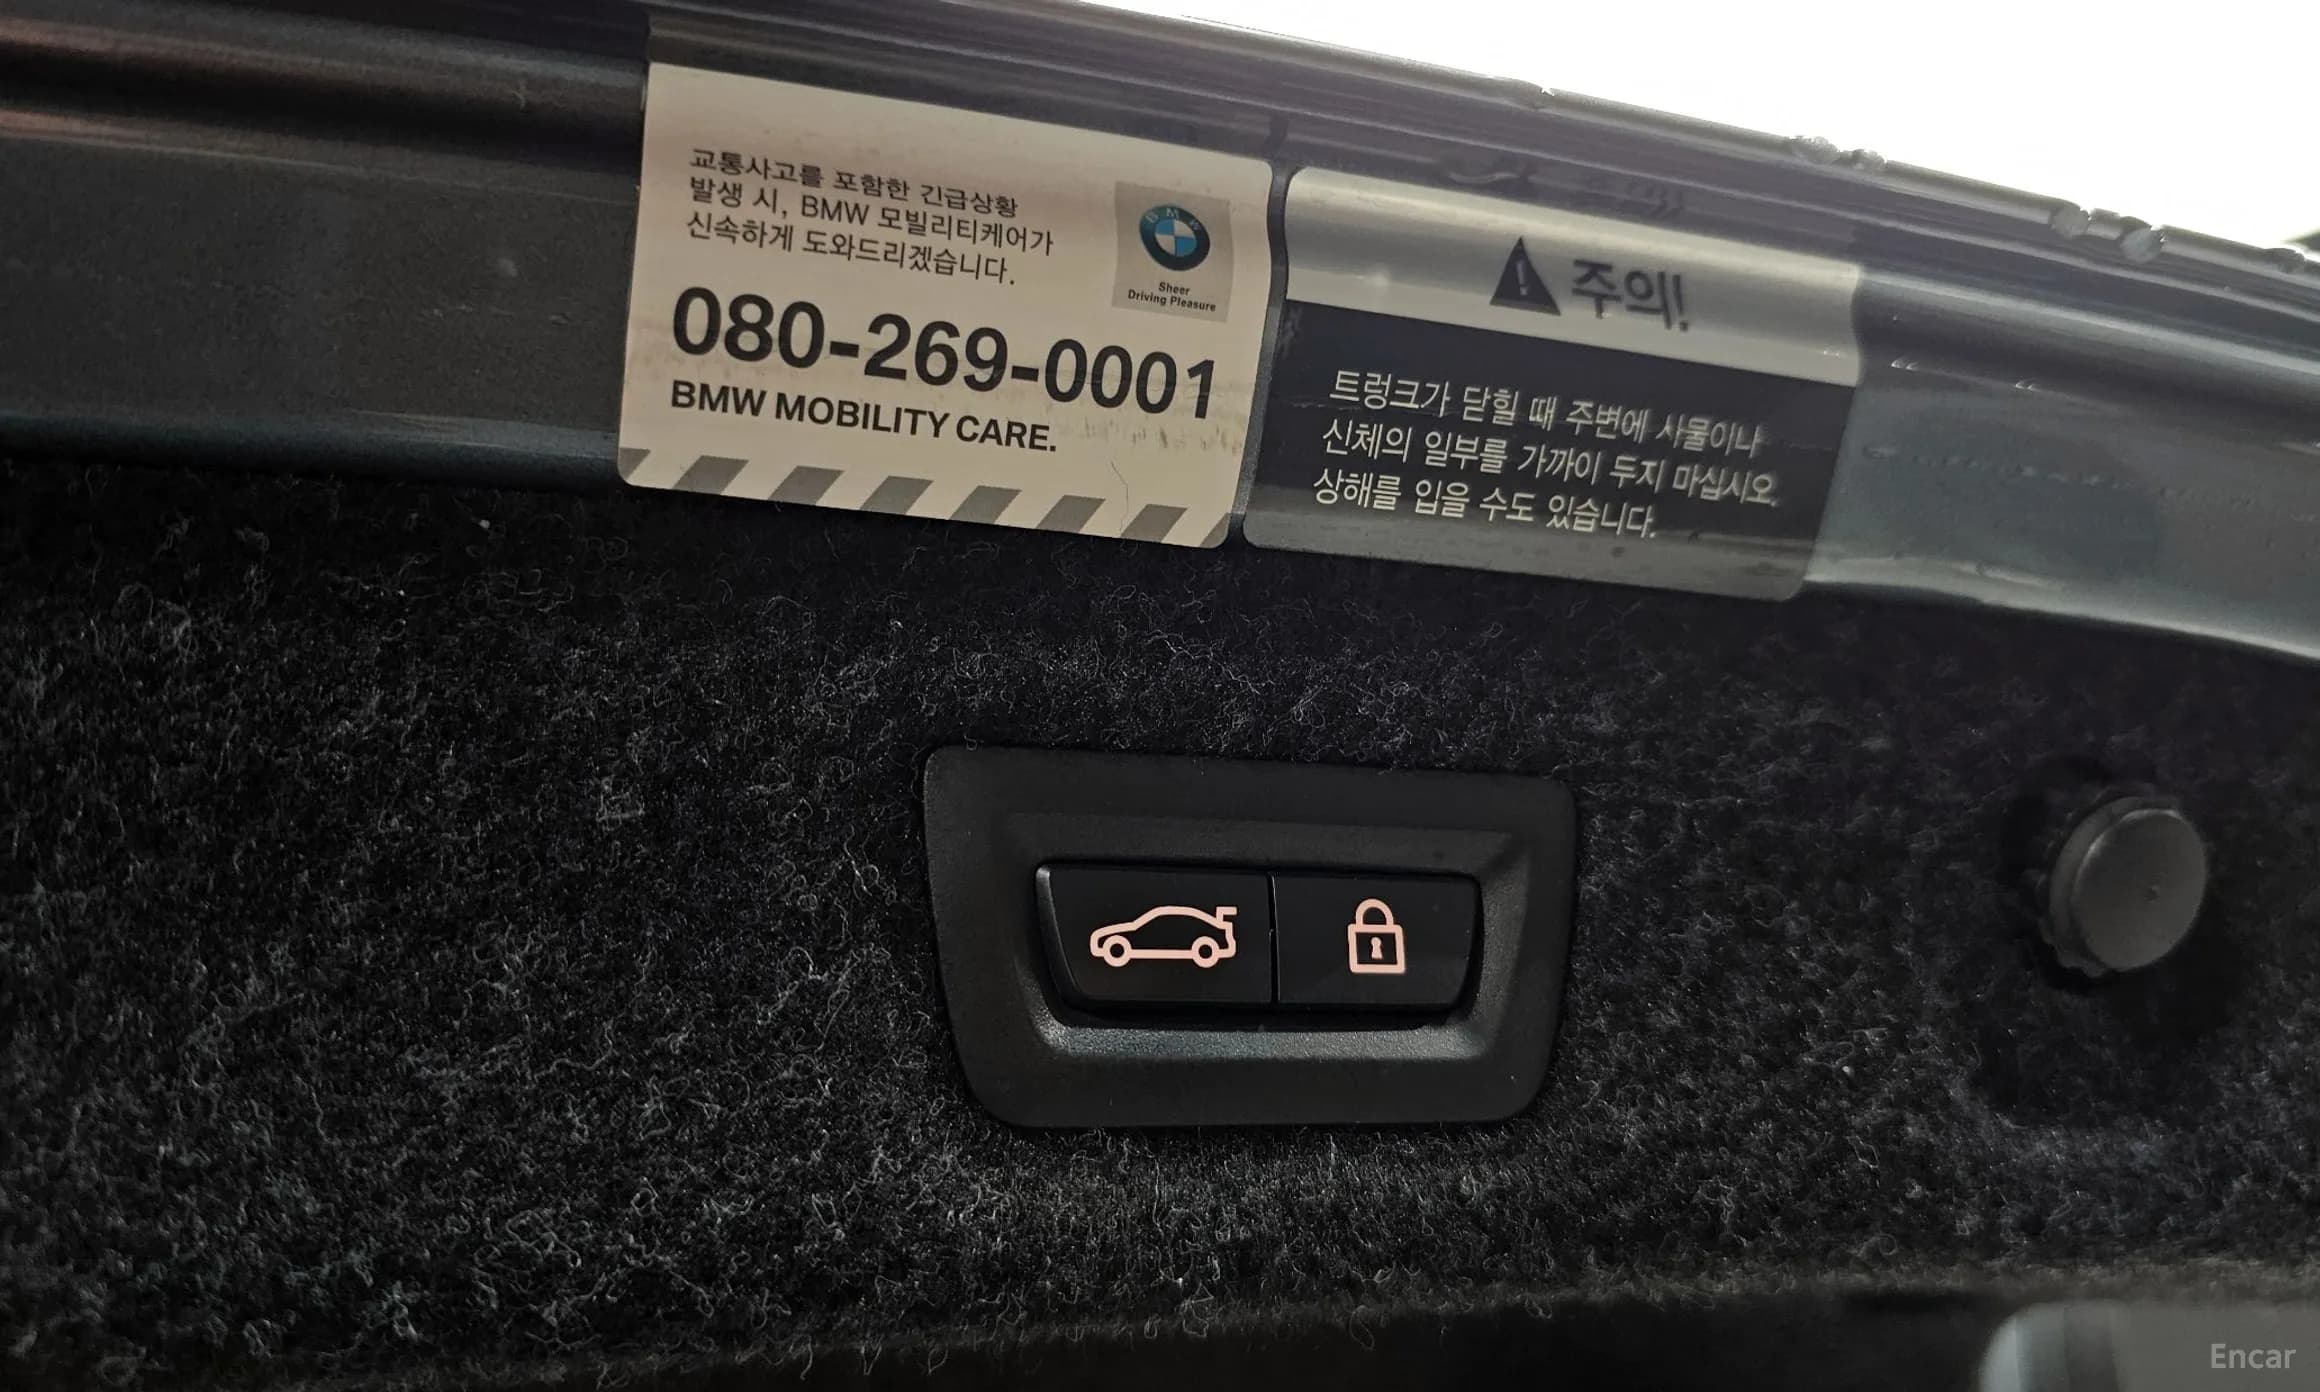 교통사고를 포함한 긴급상황
발생 시, BMW 모빌리티케어가
신속하게 도와드리겠습니다.
BMW
Sheer
Driving Pleasure
080-269-0001
BMW MOBILITY CARE.
주의!
트렁크가 닫힐 때 주변에 사물이나
신체의 일부를 가까이 두지 마십시오.
상해를 입을 수도 있습니다.
Encar